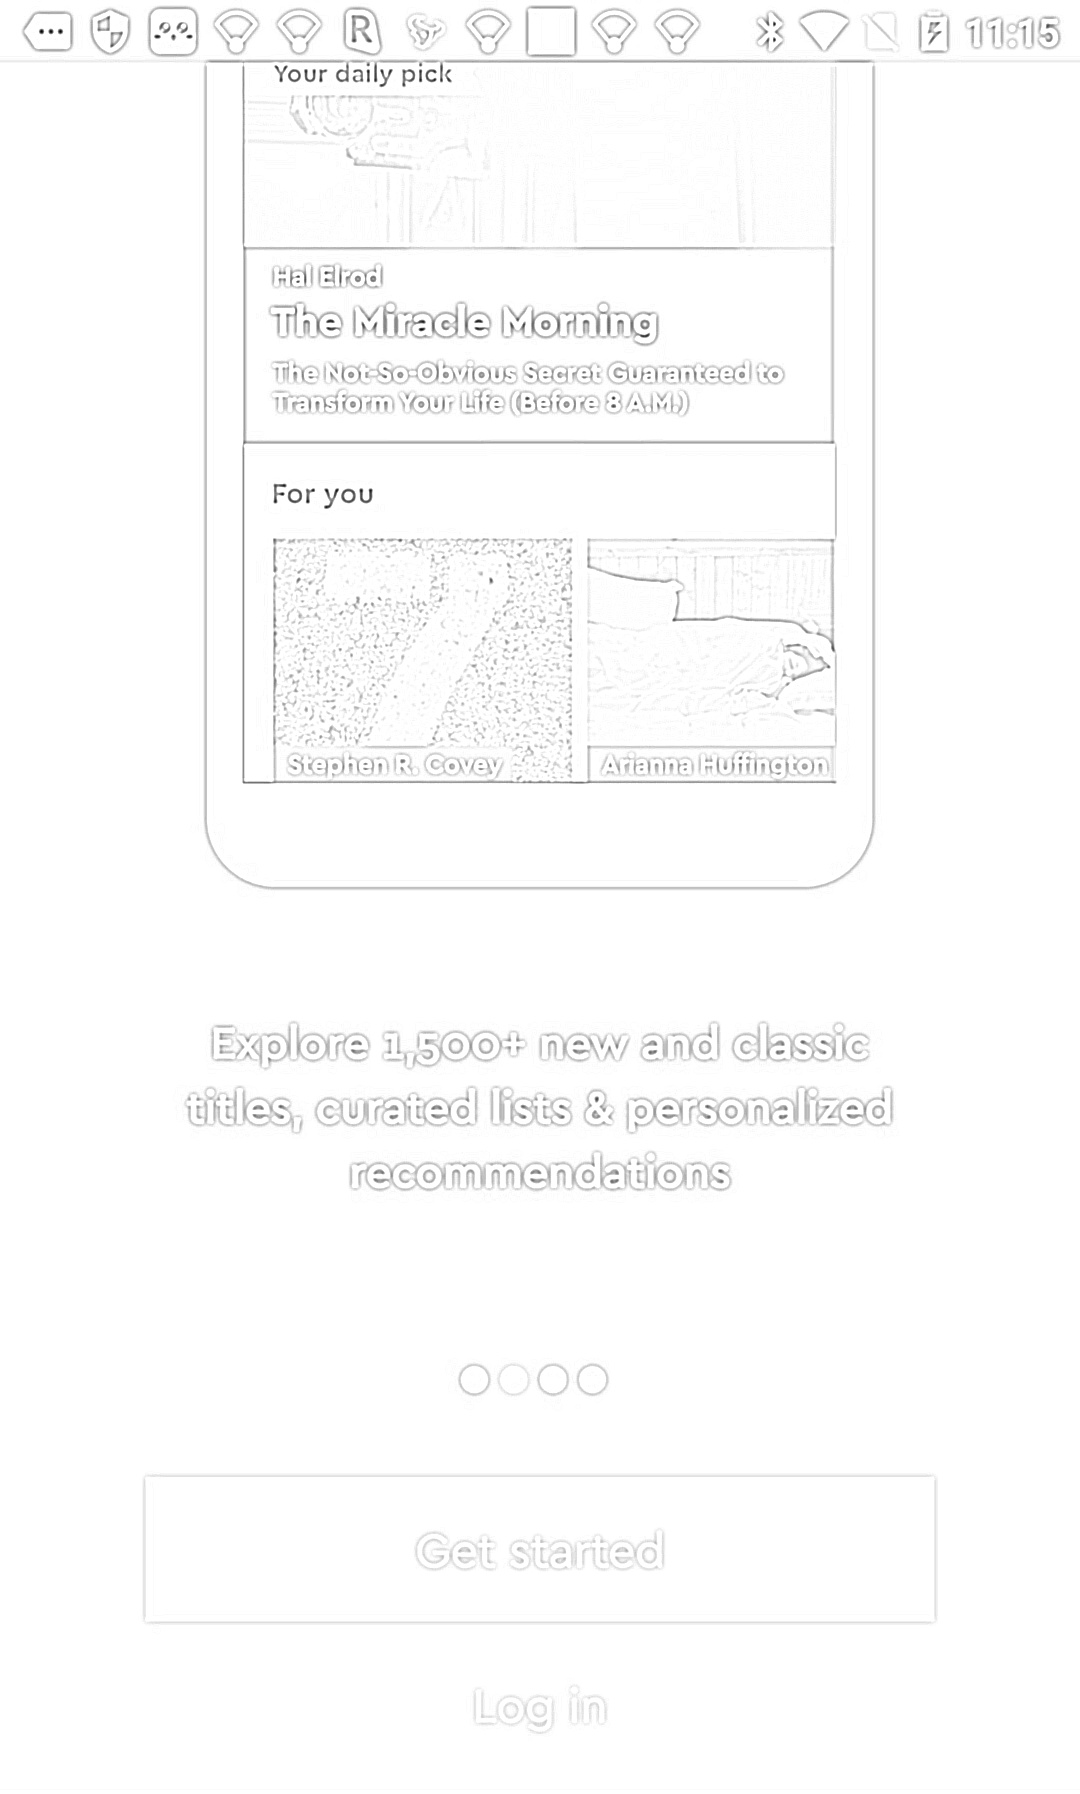 11:15
Your daily pick
Hal Elrod
The Miracle Morning
The Not-So-Obvious Secret Guaranteed to
Transform Your Life (Before 8 A.M.)
For you
Stephen R. Covey
Arianna Huffington
Explore 1,500+ new and classic
titles, curated lists & personalized
recommendations
Get started
Log in